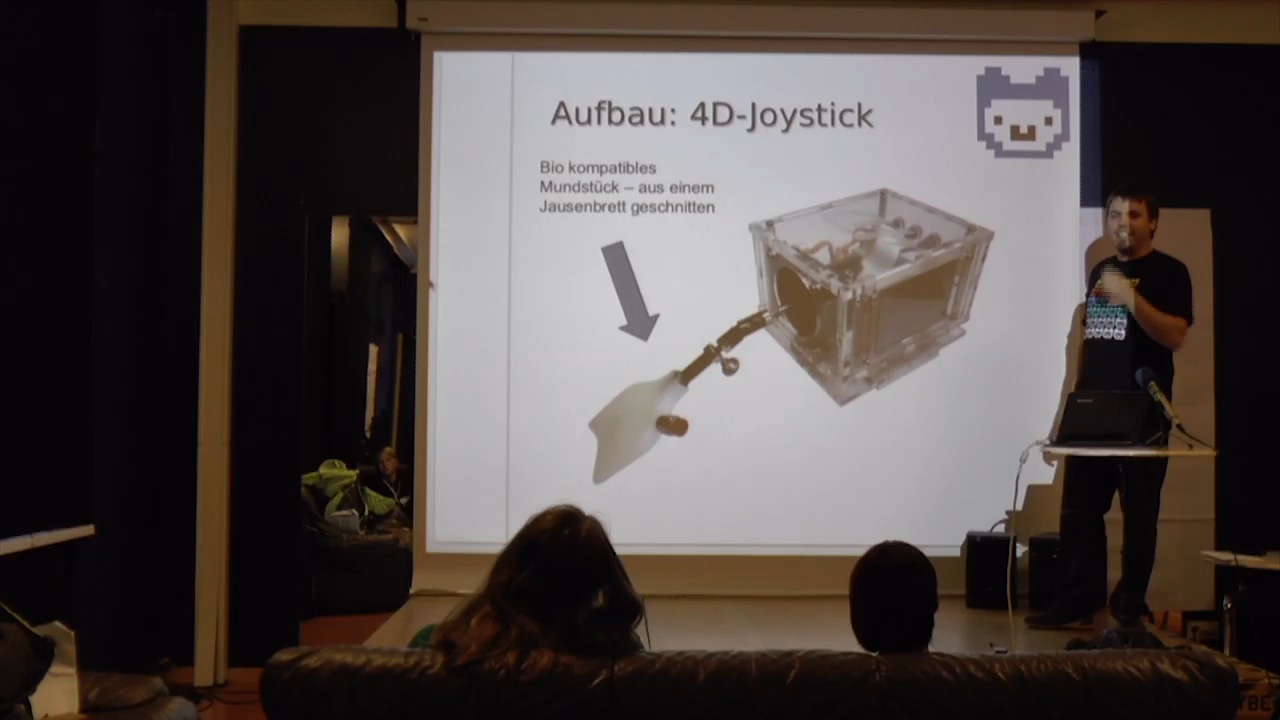 Aufbau: 4D-Joystick
Bio kompatibles
Mundstück – aus einem
Jausenbrett geschnitten